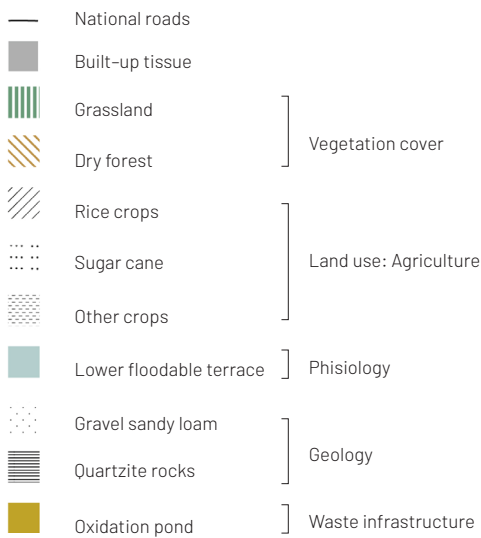 National roads
Built-up tissue
Grassland
Dry forest
Vegetation cover
Rice crops
Sugar cane
Other crops
Land use: Agriculture
Lower floodable terrace
Phisiology
Gravel sandy loam
Quartzite rocks
Geology
Oxidation pond
Waste infrastructure